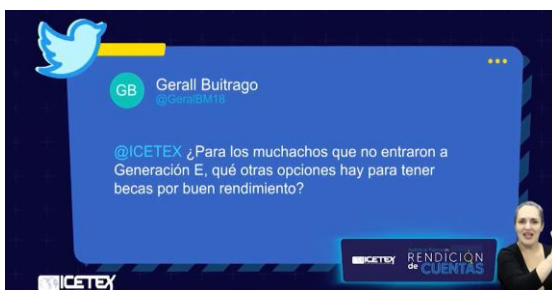 GB
Gerall Buitrago
@GeralBM18
@ICETEX ¿Para los muchachos que no entraron a
Generación E, qué otras opciones hay para tener
becas por buen rendimiento?
ICETEX
RENDICIÓN
de CUENTAS
ICETEX